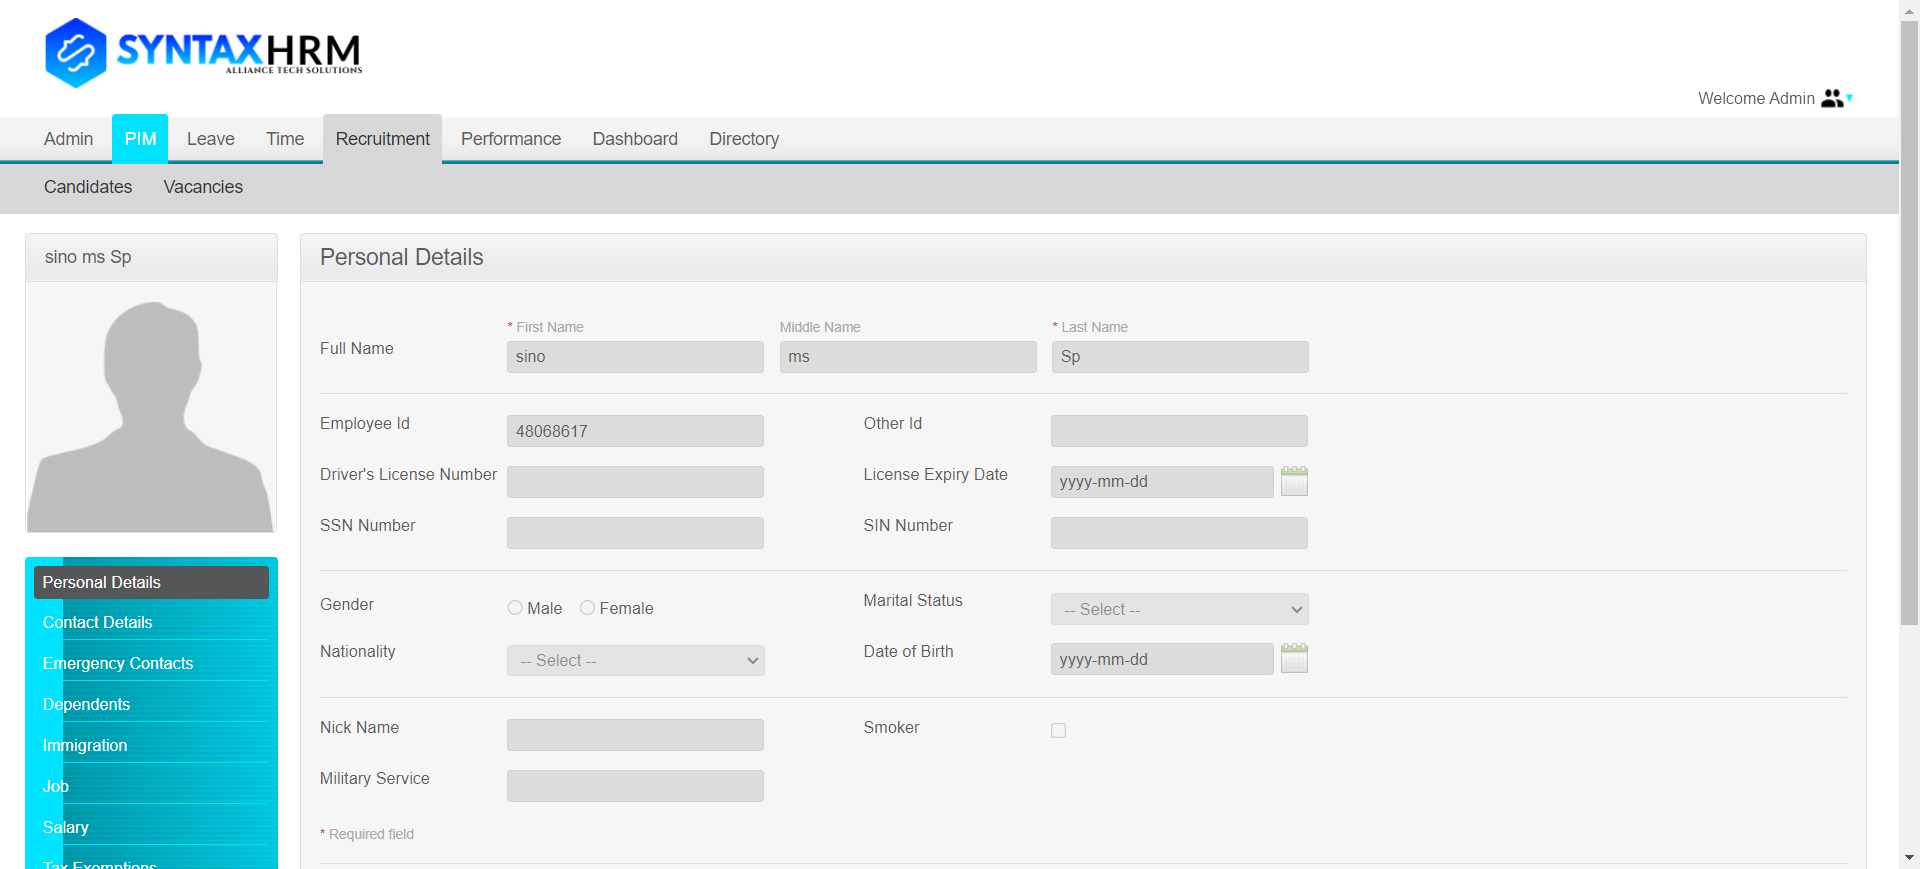 SYNTAXHRM
ALLIANCE TECH SOLUTIONS
Welcome Admin
Admin PIM Leave Time Recruitment Performance Dashboard Directory
Candidates Vacancies
sino ms Sp
Personal Details
* First Name Middle Name * Last Name
Full Name sino ms Sp
Employee Id 48068617 Other Id
Driver's License Number License Expiry Date yyyy-mm-dd
SSN Number SIN Number
Gender Male Female Marital Status -- Select --
Nationality -- Select -- Date of Birth yyyy-mm-dd
Nick Name Smoker
Military Service
* Required field
Personal Details
Contact Details
Emergency Contacts
Dependents
Immigration
Job
Salary
Tax Exemptions